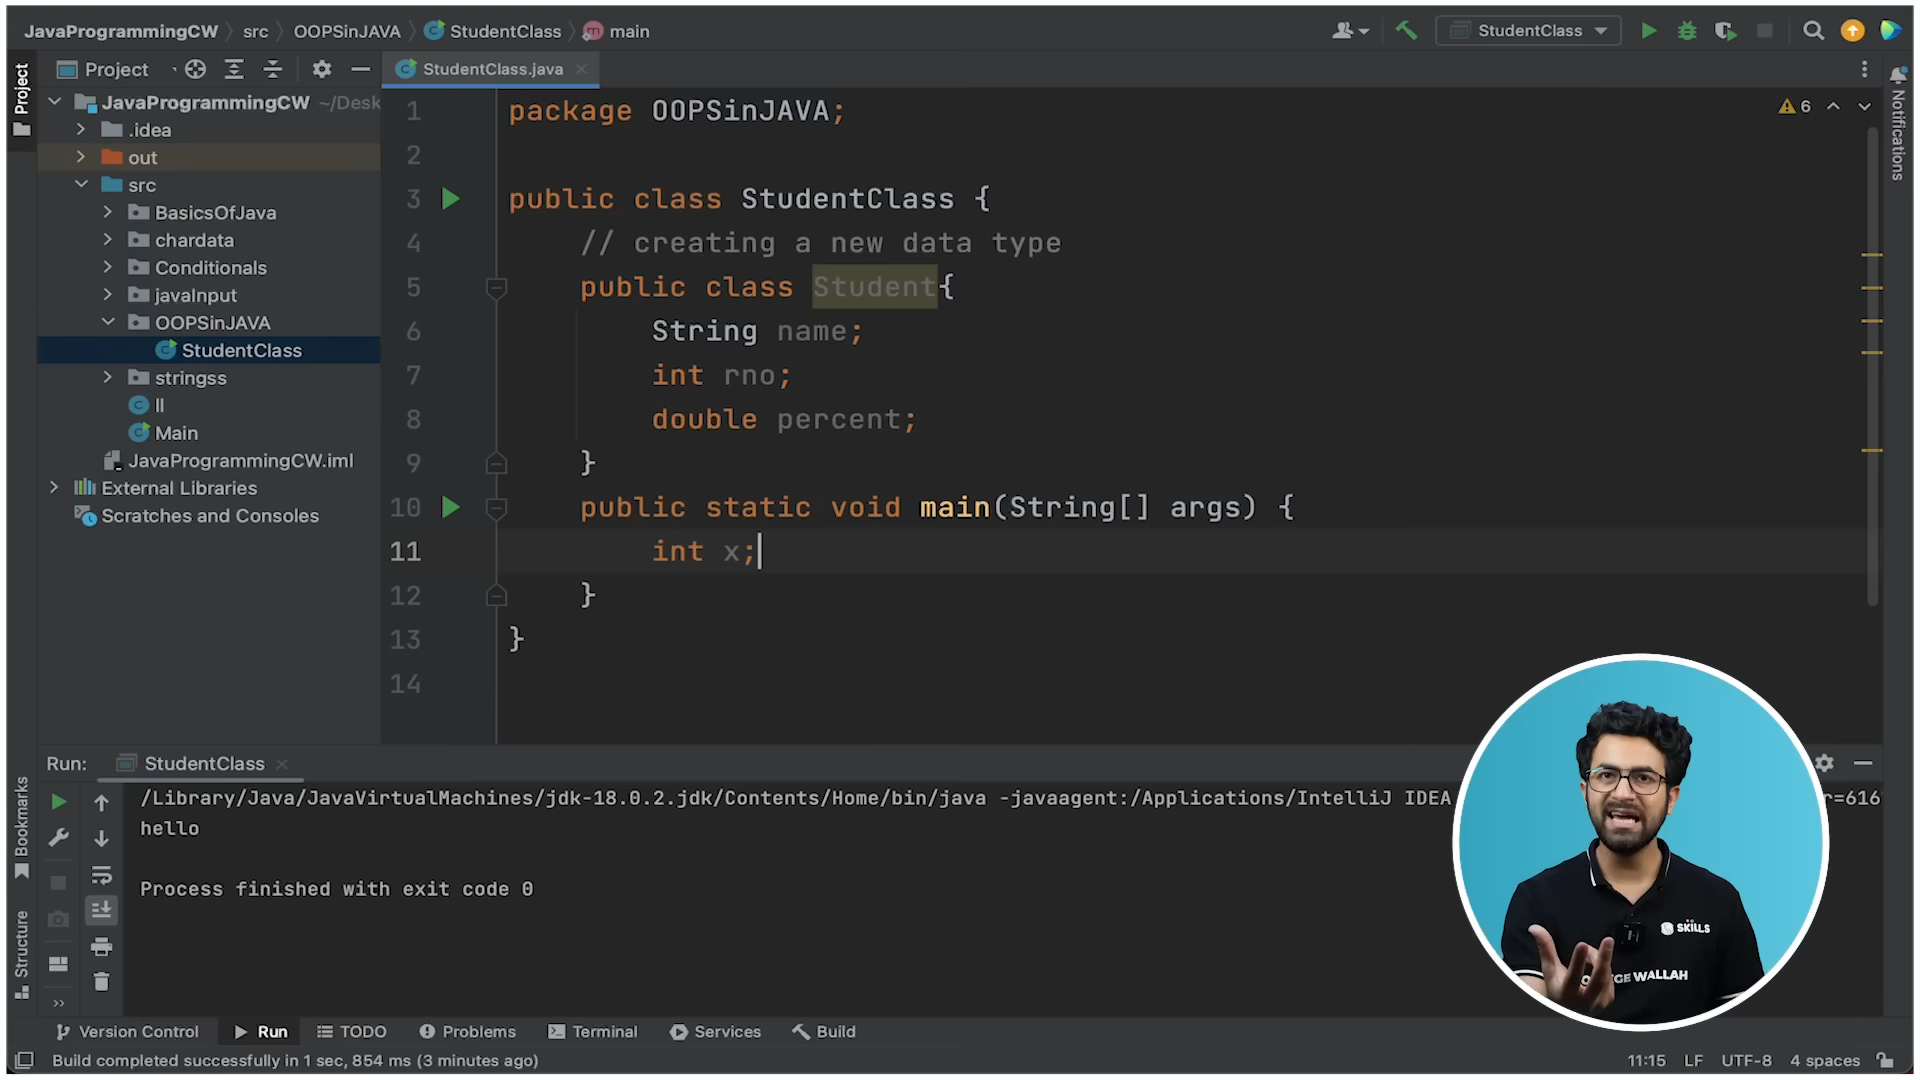 JavaProgrammingCW src OOPSinJAVA StudentClass main
StudentClass
Project
Project
StudentClass.java
JavaProgrammingCW ~/Desk
.idea
out
src
BasicsOfJava
chardata
Conditionals
javaInput
OOPSinJAVA
StudentClass
stringss
ll
Main
JavaProgrammingCW.iml
External Libraries
Scratches and Consoles
1 package OOPSinJAVA;
2
3 public class StudentClass {
4 // creating a new data type
5 public class Student{
6 String name;
7 int rno;
8 double percent;
9 }
10 public static void main(String[] args) {
11 int x;
12 }
13 }
14
6
Notifications
Run: StudentClass
/Library/Java/JavaVirtualMachines/jdk-18.0.2.jdk/Contents/Home/bin/java -javaagent:/Applications/IntelliJ IDEA r=616
hello
Process finished with exit code 0
Bookmarks
Structure
SKILLS
WALLAH
Version Control Run TODO Problems Terminal Services Build
Build completed successfully in 1 sec, 854 ms (3 minutes ago)
11:15 LF UTF-8 4 spaces